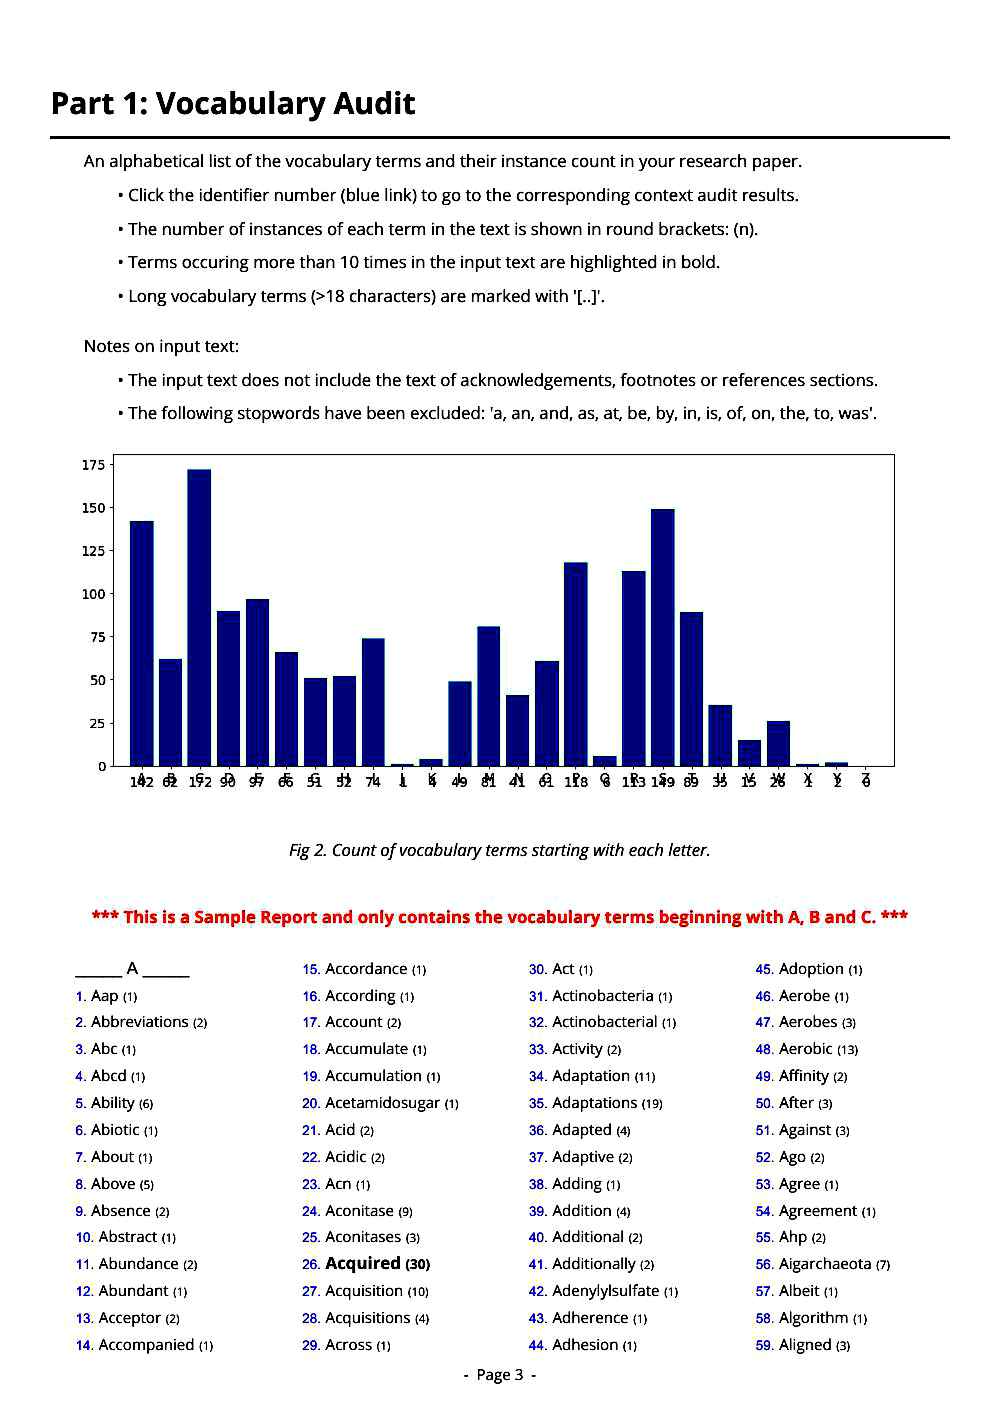 Part 1: Vocabulary Audit
An alphabetical list of the vocabulary terms and their instance count in your research paper.
• Click the identifier number (blue link) to go to the corresponding context audit results.
• The number of instances of each term in the text is shown in round brackets: (n).
• Terms occuring more than 10 times in the input text are highlighted in bold.
• Long vocabulary terms (>18 characters) are marked with '[..]'.
Notes on input text:
• The input text does not include the text of acknowledgements, footnotes or references sections.
• The following stopwords have been excluded: 'a, an, and, as, at, be, by, in, is, of, on, the, to, was'.
175
150
125
100
75
50
25
0
A B C D E F G H I J K L M N O P Q R S T U V W X Y Z
142 62 172 90 97 66 51 52 74 1 4 49 81 41 61 118 6 113 149 89 35 15 26 1 2 0
Fig 2. Count of vocabulary terms starting with each letter.
*** This is a Sample Report and only contains the vocabulary terms beginning with A, B and C. ***
______ A ______
1. Aap (1)
2. Abbreviations (2)
3. Abc (1)
4. Abcd (1)
5. Ability (6)
6. Abiotic (1)
7. About (1)
8. Above (5)
9. Absence (2)
10. Abstract (1)
11. Abundance (2)
12. Abundant (1)
13. Acceptor (2)
14. Accompanied (1)
15. Accordance (1)
16. According (1)
17. Account (2)
18. Accumulate (1)
19. Accumulation (1)
20. Acetamidosugar (1)
21. Acid (2)
22. Acidic (2)
23. Acn (1)
24. Aconitase (9)
25. Aconitases (3)
26. Acquired (30)
27. Acquisition (10)
28. Acquisitions (4)
29. Across (1)
30. Act (1)
31. Actinobacteria (1)
32. Actinobacterial (1)
33. Activity (2)
34. Adaptation (11)
35. Adaptations (19)
36. Adapted (4)
37. Adaptive (2)
38. Adding (1)
39. Addition (4)
40. Additional (2)
41. Additionally (2)
42. Adenylylsulfate (1)
43. Adherence (1)
44. Adhesion (1)
45. Adoption (1)
46. Aerobe (1)
47. Aerobes (3)
48. Aerobic (13)
49. Affinity (2)
50. After (3)
51. Against (3)
52. Ago (2)
53. Agree (1)
54. Agreement (1)
55. Ahp (2)
56. Aigarchaeota (7)
57. Albeit (1)
58. Algorithm (1)
59. Aligned (3)
- Page 3 -